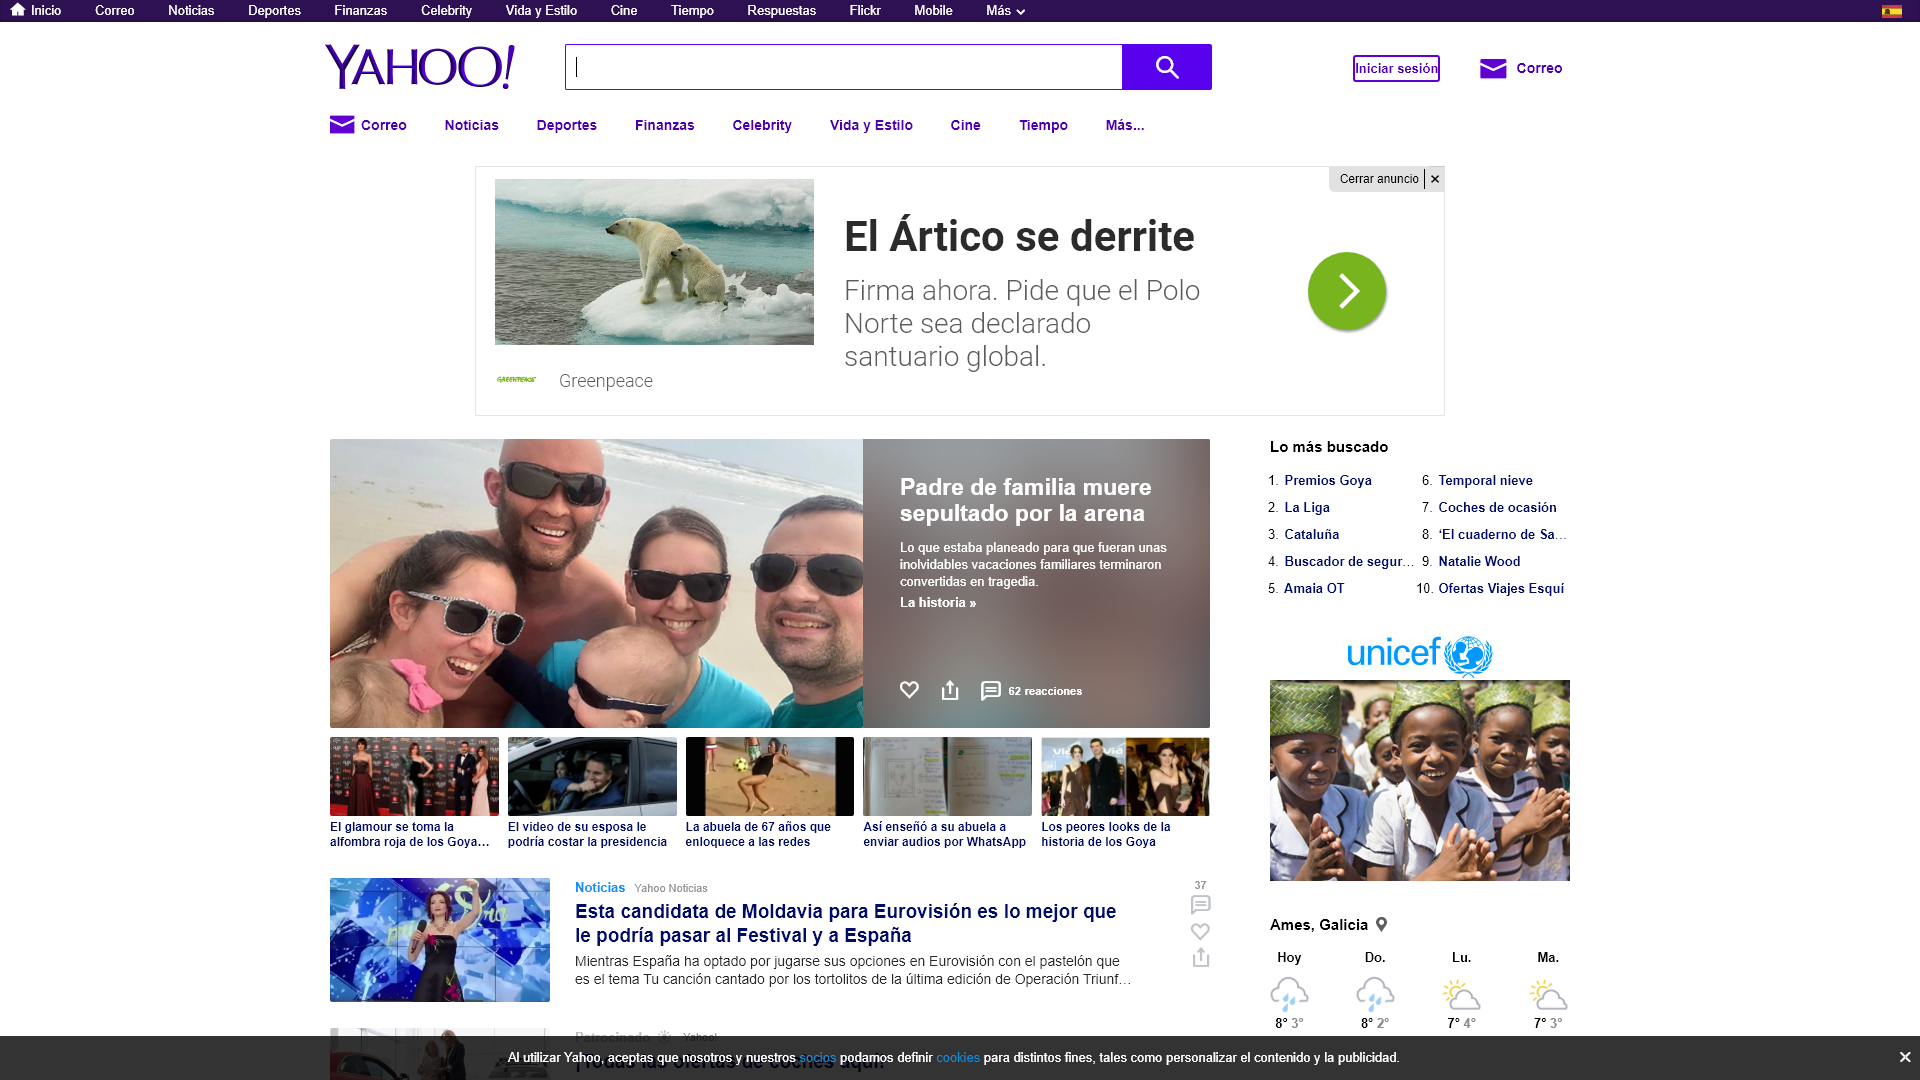 Inicio Correo Noticias Deportes Finanzas Celebrity Vida y Estilo Cine Tiempo Respuestas Flickr Mobile Más
YAHOO!
Iniciar sesión
Correo
Correo Noticias Deportes Finanzas Celebrity Vida y Estilo Cine Tiempo Más...
Cerrar anuncio
El Ártico se derrite
Firma ahora. Pide que el Polo
Norte sea declarado
santuario global.
GREENPEACE
Greenpeace
Padre de familia muere
sepultado por la arena
Lo que estaba planeado para que fueran unas
inolvidables vacaciones familiares terminaron
convertidas en tragedia.
La historia »
62 reacciones
El glamour se toma la
alfombra roja de los Goya…
El video de su esposa le
podría costar la presidencia
La abuela de 67 años que
enloquece a las redes
Así enseñó a su abuela a
enviar audios por WhatsApp
Los peores looks de la
historia de los Goya
Noticias Yahoo Noticias
Esta candidata de Moldavia para Eurovisión es lo mejor que
le podría pasar al Festival y a España
Mientras España ha optado por jugarse sus opciones en Eurovisión con el pastelón que
es el tema Tu canción cantado por los tortolitos de la última edición de Operación Triunf…
37
Patrocinado Yahoo!
¡Todas las ofertas de coches aquí!
Lo más buscado
1. Premios Goya
2. La Liga
3. Cataluña
4. Buscador de segur…
5. Amaia OT
6. Temporal nieve
7. Coches de ocasión
8. ‘El cuaderno de Sa…
9. Natalie Wood
10. Ofertas Viajes Esquí
unicef
Ames, Galicia
Hoy Do. Lu. Ma.
8° 3° 8° 2° 7° 4° 7° 3°
Al utilizar Yahoo, aceptas que nosotros y nuestros socios podamos definir cookies para distintos fines, tales como personalizar el contenido y la publicidad.